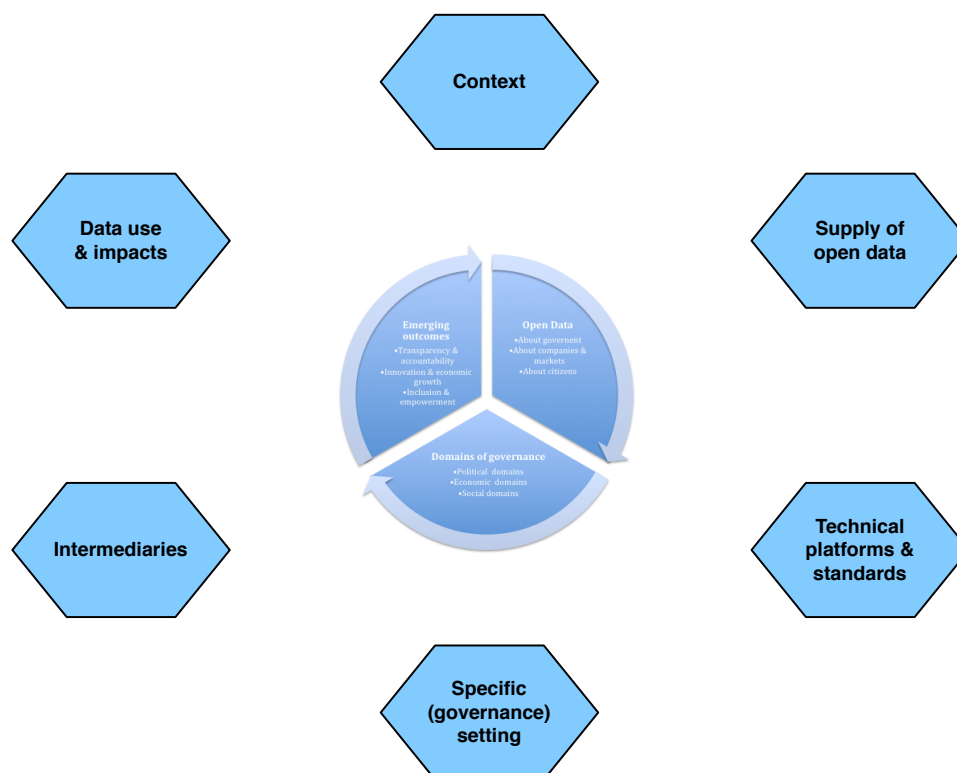 Context
Data use
& impacts
Supply of
open data
Emerging
outcomes
•Transparency &
accountability
•Innovation & economic
growth
•Inclusion &
empowerment
Open Data
•About governent
•About companies &
markets
•About citizens
Domains of governance
•Political domains
•Economic domains
•Social domains
Intermediaries
Technical
platforms &
standards
Specific
(governance)
setting